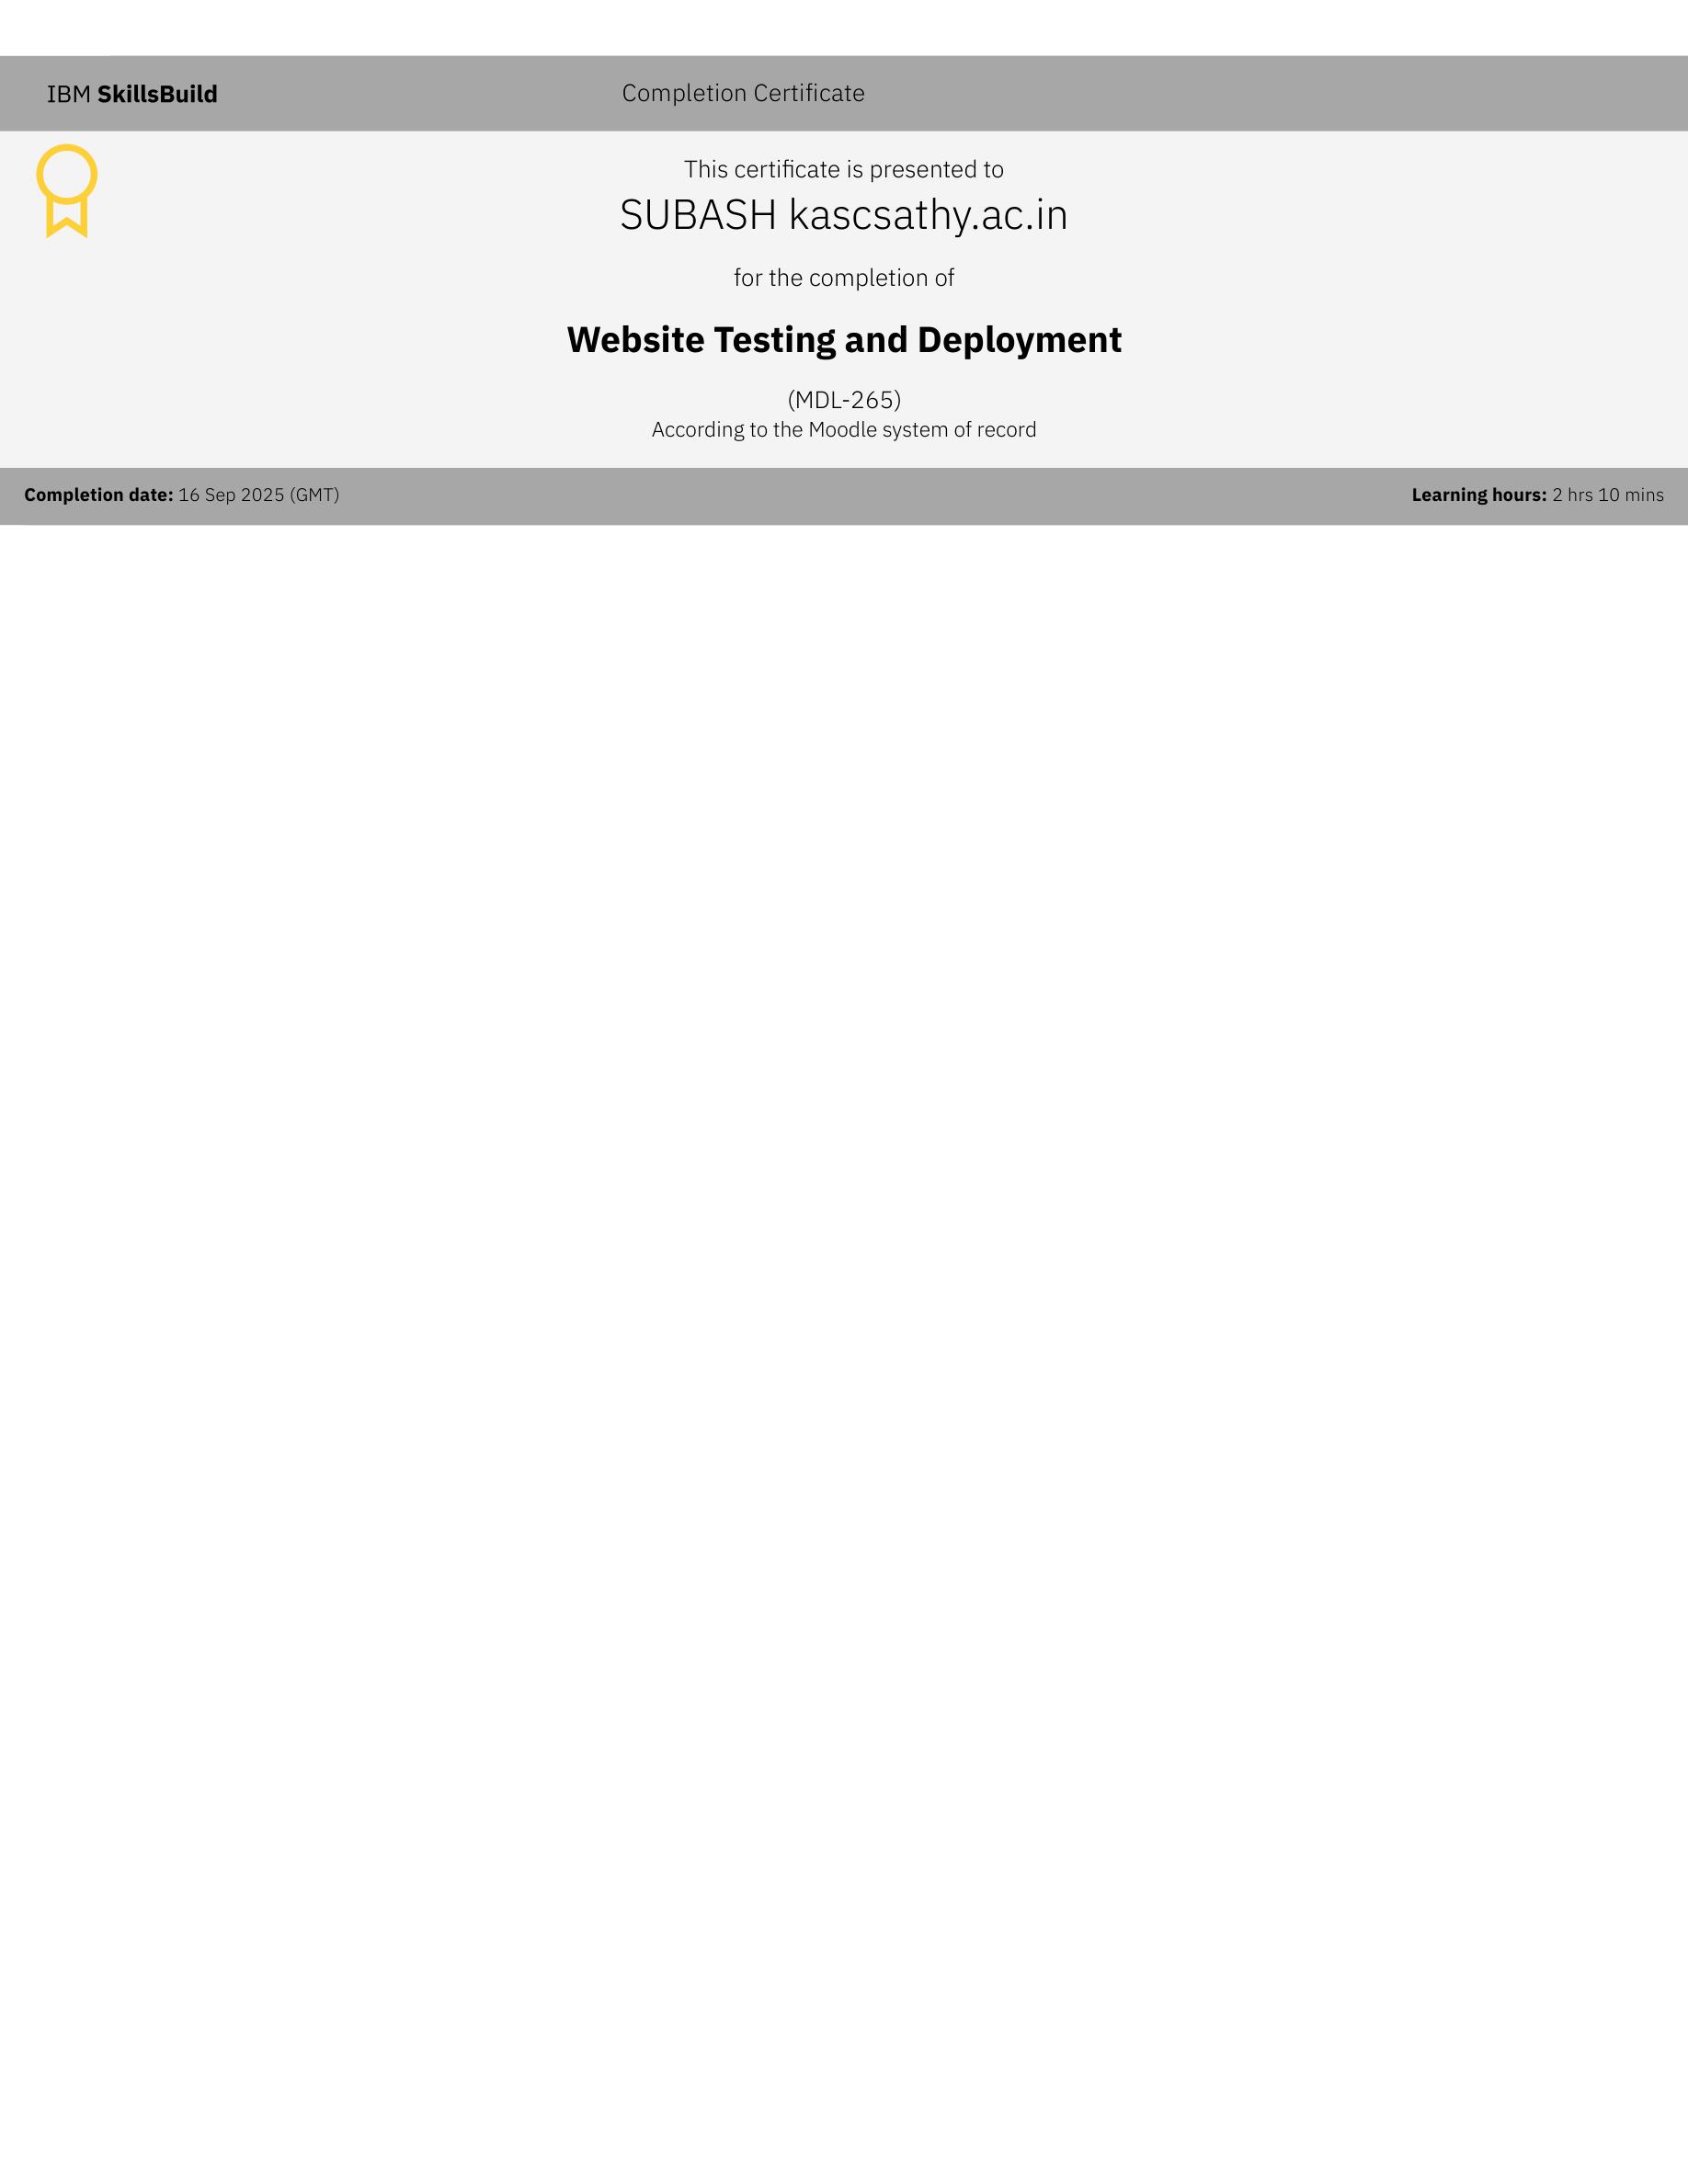 IBM SkillsBuild
Completion Certificate
This certificate is presented to
SUBASH kascsathy.ac.in
for the completion of
Website Testing and Deployment
(MDL-265)
According to the Moodle system of record
Completion date: 16 Sep 2025 (GMT)
Learning hours: 2 hrs 10 mins